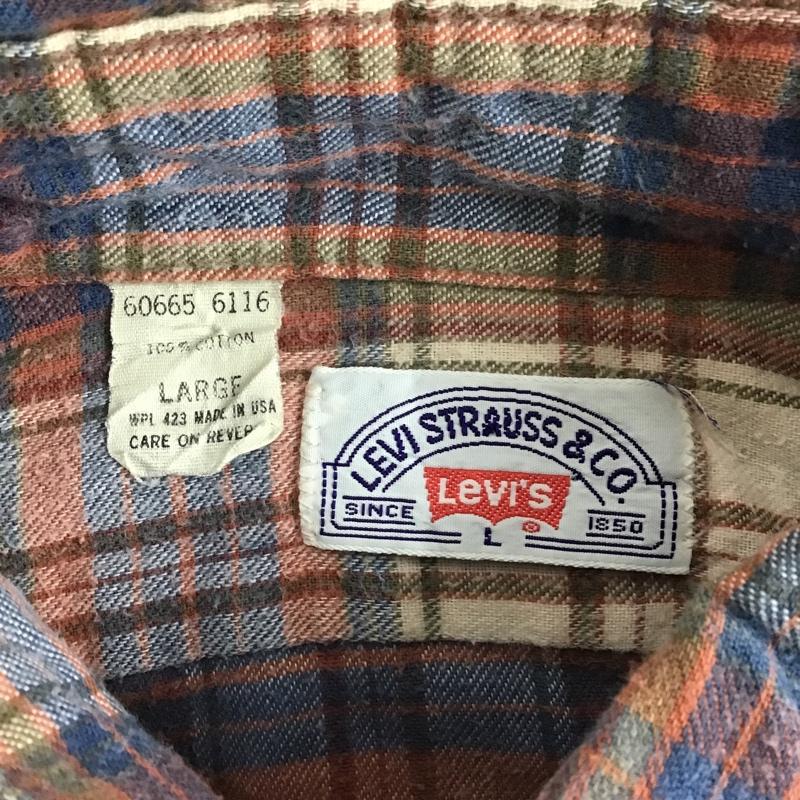 60665 6116
100% COTTON
LARGE
WPL 423 MADE IN USA
CARE ON REVER
LEVI STRAUSS & CO.
Levi's
®
SINCE
1850
L